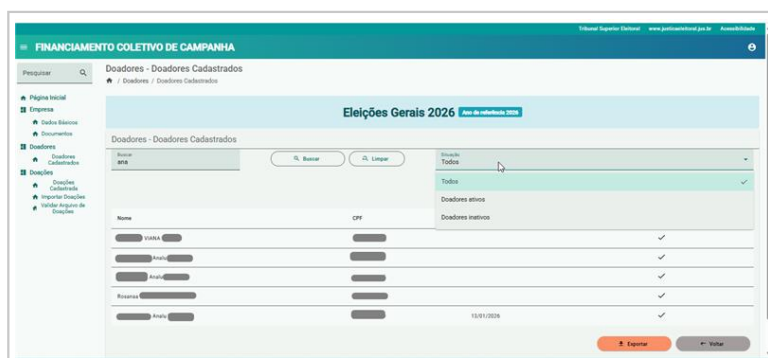 Tribunal Superior Eleitoral www.justicaeleitoral.jus.br Acessibilidade
FINANCIAMENTO COLETIVO DE CAMPANHA
Pesquisar
Doadores - Doadores Cadastrados
/ Doadores / Doadores Cadastrados
Página Inicial
Empresa
Dados Básicos
Documentos
Doadores
Doadores
Cadastrados
Doações
Doações
Cadastrada
Importar Doações
Validar Arquivo de
Doações
Eleições Gerais 2026 Ano de referência 2026
Doadores - Doadores Cadastrados
Buscar
ana
Buscar
Limpar
Situação
Todos
Todos
Doadores ativos
Doadores inativos
Nome CPF
VIANA
Analu
Analu
Rosanas
Analu 13/01/2026
Exportar
Voltar